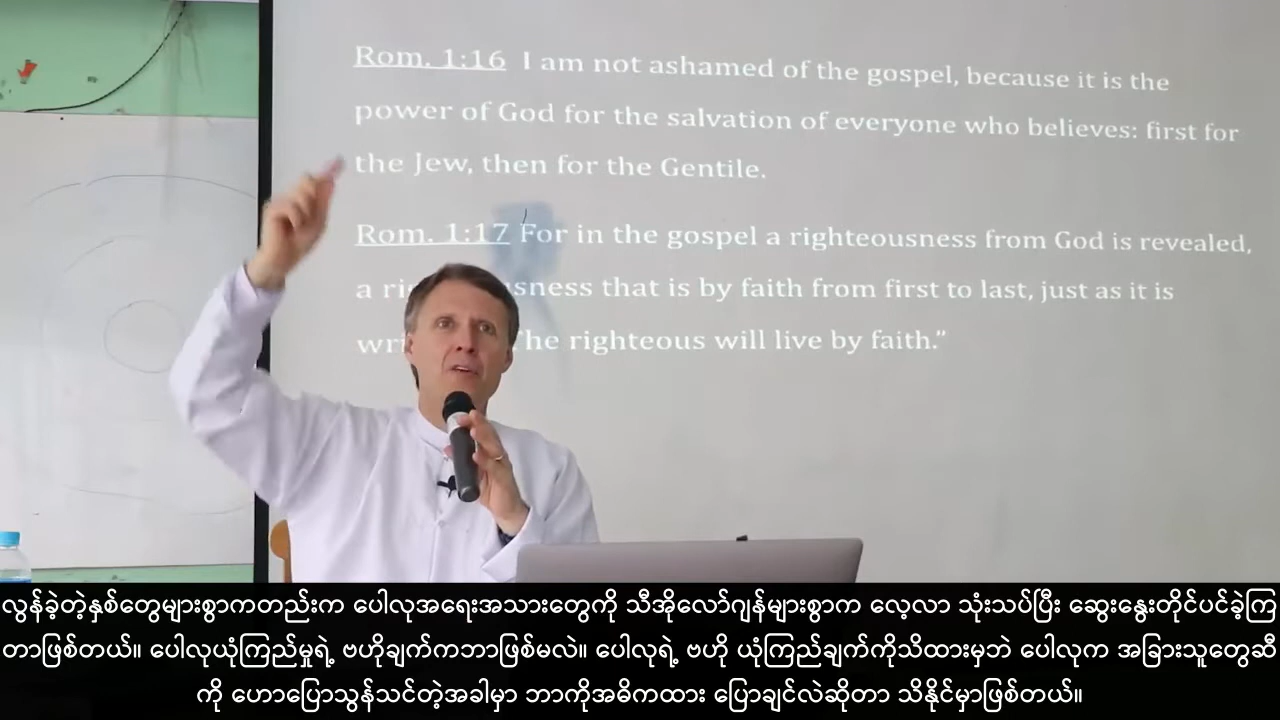 Rom. 1:16 I am not ashamed of the gospel, because it is the
power of God for the salvation of everyone who believes: first for
the Jew, then for the Gentile.
Rom. 1:17 For in the gospel a righteousness from God is revealed,
a ri sness that is by faith from first to last, just as it is
wri he righteous will live by faith.”
လွန်ခဲ့တဲ့နှစ်တွေများစွာကတည်းက ပေါလုအရေးအသားတွေကို သီအိုလော်ဂျန်များစွာက လေ့လာ သုံးသပ်ပြီး ဆွေးနွေးတိုင်ပင်ခဲ့ကြ
တာဖြစ်တယ်။ ပေါလုယုံကြည်မှုရဲ့ ဗဟိုချက်ကဘာဖြစ်မလဲ။ ပေါလုရဲ့ ဗဟို ယုံကြည်ချက်ကိုသိထားမှဘဲ ပေါလုက အခြားသူတွေဆီ
ကို ဟောပြောသွန်သင်တဲ့အခါမှာ ဘာကိုအဓိကထား ပြောချင်လဲဆိုတာ သိနိုင်မှာဖြစ်တယ်။